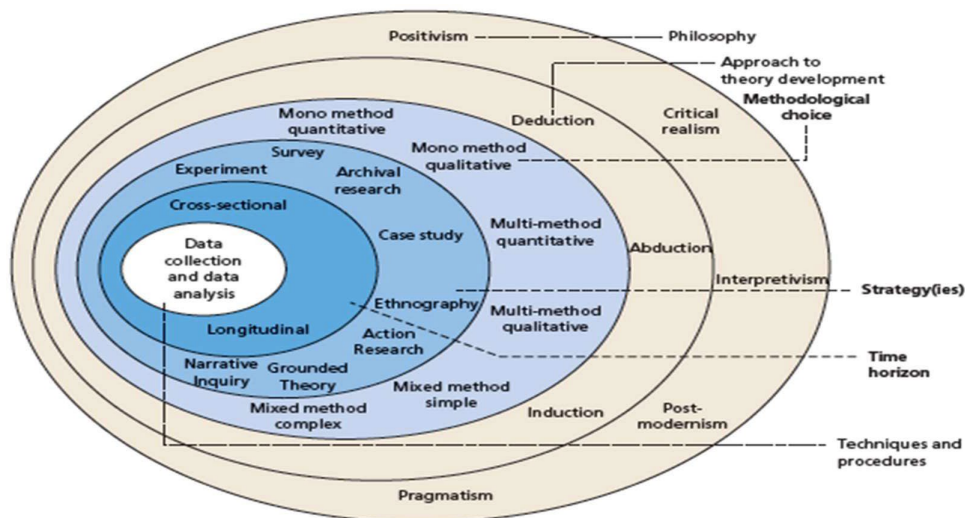 Positivism
Philosophy
Approach to
theory development
Methodological
choice
Mono method
quantitative
Deduction
Critical
realism
Mono method
qualitative
Survey
Experiment
Archival
research
Cross-sectional
Data
collection
and data
analysis
Case study
Multi-method
quantitative
Abduction
Interpretivism
Strategy(ies)
Ethnography
Multi-method
qualitative
Longitudinal
Action
Research
Time
horizon
Narrative
Inquiry
Grounded
Theory
Mixed method
simple
Mixed method
complex
Induction
Post-
modernism
Techniques and
procedures
Pragmatism